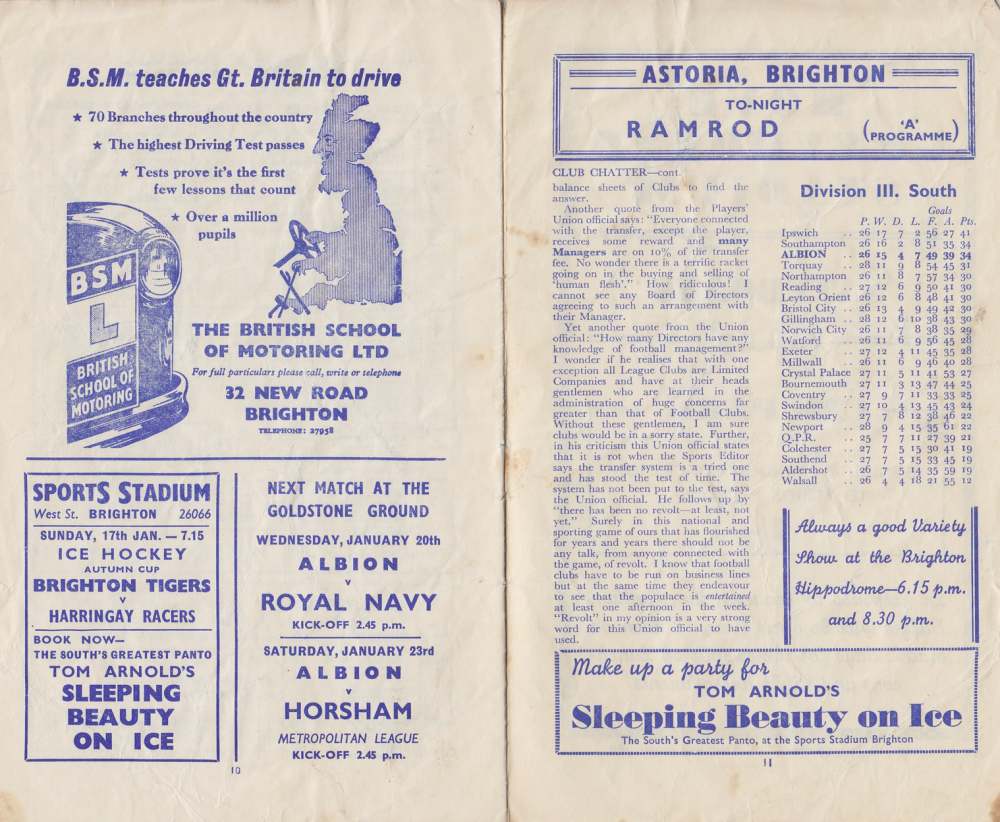 B.S.M. teaches Gt. Britain to drive
★ 70 Branches throughout the country
★ The highest Driving Test passes
★ Tests prove it's the first
few lessons that count
★ Over a million
pupils
BSM
L
BRITISH
SCHOOL OF
MOTORING
THE BRITISH SCHOOL
OF MOTORING LTD
For full particulars please call, write or telephone
32 NEW ROAD
BRIGHTON
TELEPHONE: 27958
SPORTS STADIUM
West St. BRIGHTON 26066
SUNDAY, 17th JAN. — 7.15
ICE HOCKEY
AUTUMN CUP
BRIGHTON TIGERS
v
HARRINGAY RACERS
BOOK NOW—
THE SOUTH'S GREATEST PANTO
TOM ARNOLD'S
SLEEPING
BEAUTY
ON ICE
NEXT MATCH AT THE
GOLDSTONE GROUND
WEDNESDAY, JANUARY 20th
ALBION
v
ROYAL NAVY
KICK-OFF 2.45 p.m.
SATURDAY, JANUARY 23rd
ALBION
v
HORSHAM
METROPOLITAN LEAGUE
KICK-OFF 2.45 p.m.
10
ASTORIA, BRIGHTON
TO-NIGHT
RAMROD ('A' PROGRAMME)
CLUB CHATTER—cont.
balance sheets of Clubs to find the
answer.
Another quote from the Players'
Union official says: "Everyone connected
with the transfer, except the player,
receives some reward and many
Managers are on 10% of the transfer
fee. No wonder there is a terrific racket
going on in the buying and selling of
'human flesh'." How ridiculous! I
cannot see any Board of Directors
agreeing to such an arrangement with
their Manager.
Yet another quote from the Union
official: "How many Directors have any
knowledge of football management?"
I wonder if he realises that with one
exception all League Clubs are Limited
Companies and have at their heads
gentlemen who are learned in the
administration of huge concerns far
greater than that of Football Clubs.
Without these gentlemen, I am sure
clubs would be in a sorry state. Further,
in his criticism this Union official states
that it is rot when the Sports Editor
says the transfer system is a tried one
and has stood the test of time. The
system has not been put to the test, says
the Union official. He follows up by
"there has been no revolt—at least, not
yet." Surely in this national and
sporting game of ours that has flourished
for years and years there should not be
any talk, from anyone connected with
the game, of revolt. I know that football
clubs have to be run on business lines
but at the same time they endeavour
to see that the populace is entertained
at least one afternoon in the week.
"Revolt" in my opinion is a very strong
word for this Union official to have
used.
Division III. South
Goals
P. W. D. L. F. A. Pts.
Ipswich .. 26 17 7 2 56 27 41
Southampton 26 16 2 8 51 35 34
ALBION .. 26 15 4 7 49 39 34
Torquay .. 28 11 9 8 54 45 31
Northampton 26 11 8 7 57 34 30
Reading .. 27 12 6 9 50 41 30
Leyton Orient 26 12 6 8 48 41 30
Bristol City .. 26 13 4 9 49 42 30
Gillingham .. 28 12 6 10 38 43 30
Norwich City 26 11 7 8 38 35 29
Watford .. 26 11 6 9 56 45 28
Exeter .. 27 12 4 11 45 35 28
Millwall .. 26 11 6 9 46 40 28
Crystal Palace 27 11 5 11 41 53 27
Bournemouth 27 11 3 13 47 44 25
Coventry .. 27 9 7 11 33 33 25
Swindon .. 27 10 4 13 45 43 24
Shrewsbury 27 7 8 12 38 46 22
Newport .. 28 9 4 15 35 61 22
Q.P.R. .. 25 7 7 11 27 39 21
Colchester .. 27 7 5 15 30 41 19
Southend .. 27 7 5 15 33 45 19
Aldershot .. 26 7 5 14 35 59 19
Walsall .. 26 4 4 18 21 55 12
Always a good Variety
Show at the Brighton
Hippodrome—6.15 p.m.
and 8.30 p.m.
Make up a party for
TOM ARNOLD'S
Sleeping Beauty on Ice
The South's Greatest Panto, at the Sports Stadium Brighton
11